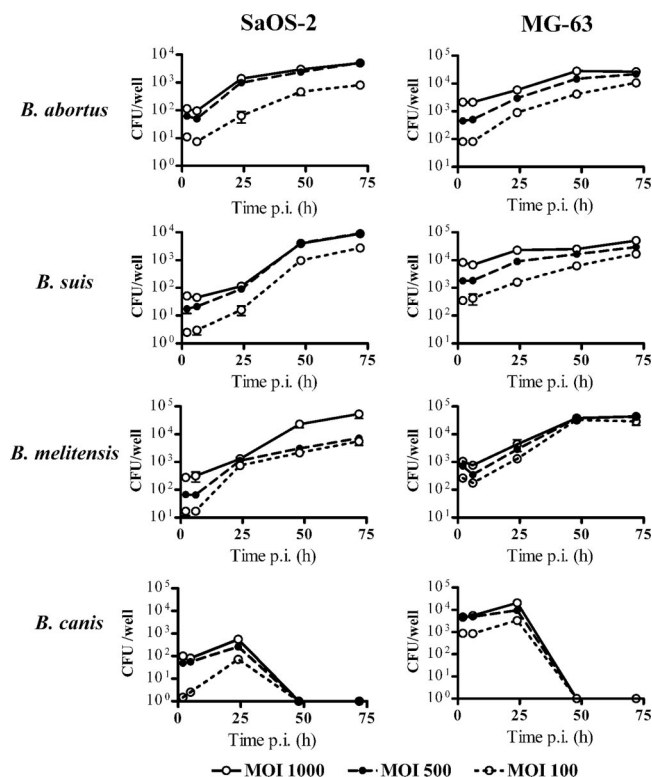 SaOS-2 MG-63
B. abortus
CFU/well
10^4
10^3
10^2
10^1
10^0
0 25 50 75
Time p.i. (h)
CFU/well
10^5
10^4
10^3
10^2
10^1
0 25 50 75
Time p.i. (h)
B. suis
CFU/well
10^4
10^3
10^2
10^1
10^0
0 25 50 75
Time p.i. (h)
CFU/well
10^5
10^4
10^3
10^2
10^1
0 25 50 75
Time p.i. (h)
B. melitensis
CFU/well
10^5
10^4
10^3
10^2
10^1
0 25 50 75
Time p.i. (h)
CFU/well
10^5
10^4
10^3
10^2
10^1
0 25 50 75
Time p.i. (h)
B. canis
CFU /well
10^5
10^4
10^3
10^2
10^1
10^0
0 25 50 75
Time p.i. (h)
CFU/well
10^5
10^4
10^3
10^2
10^1
10^0
0 25 50 75
Time p.i. (h)
MOI 1000 MOI 500 MOI 100